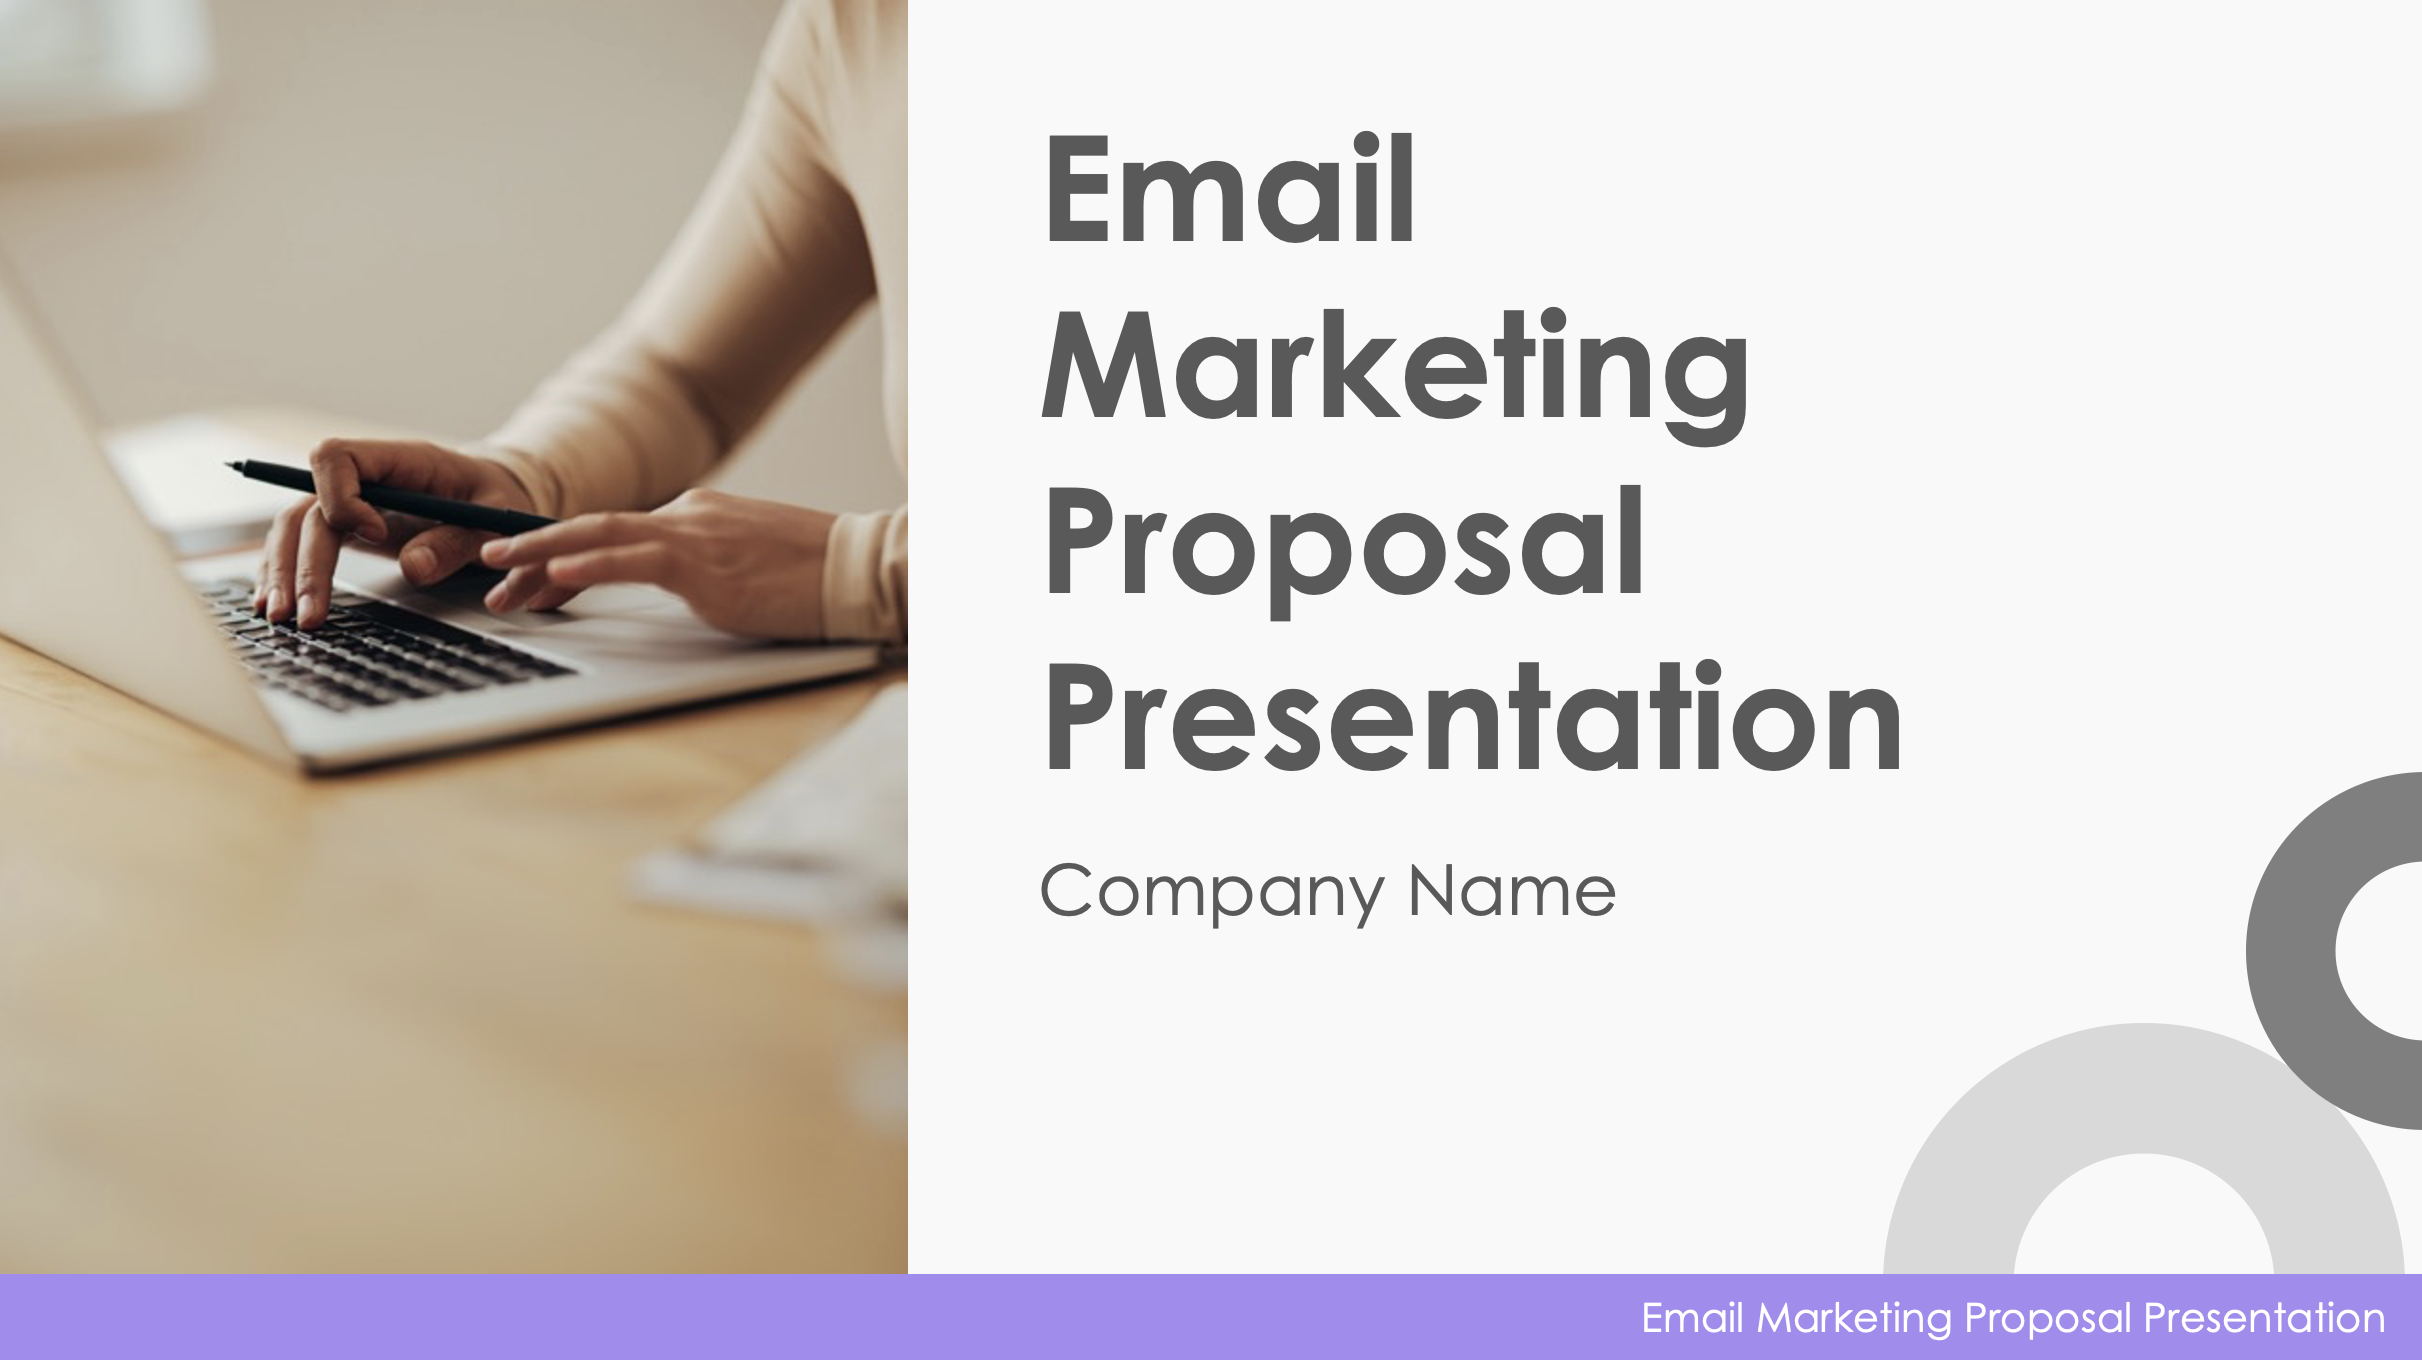 Email
Marketing
Proposal
Presentation
Company Name
Email Marketing Proposal Presentation